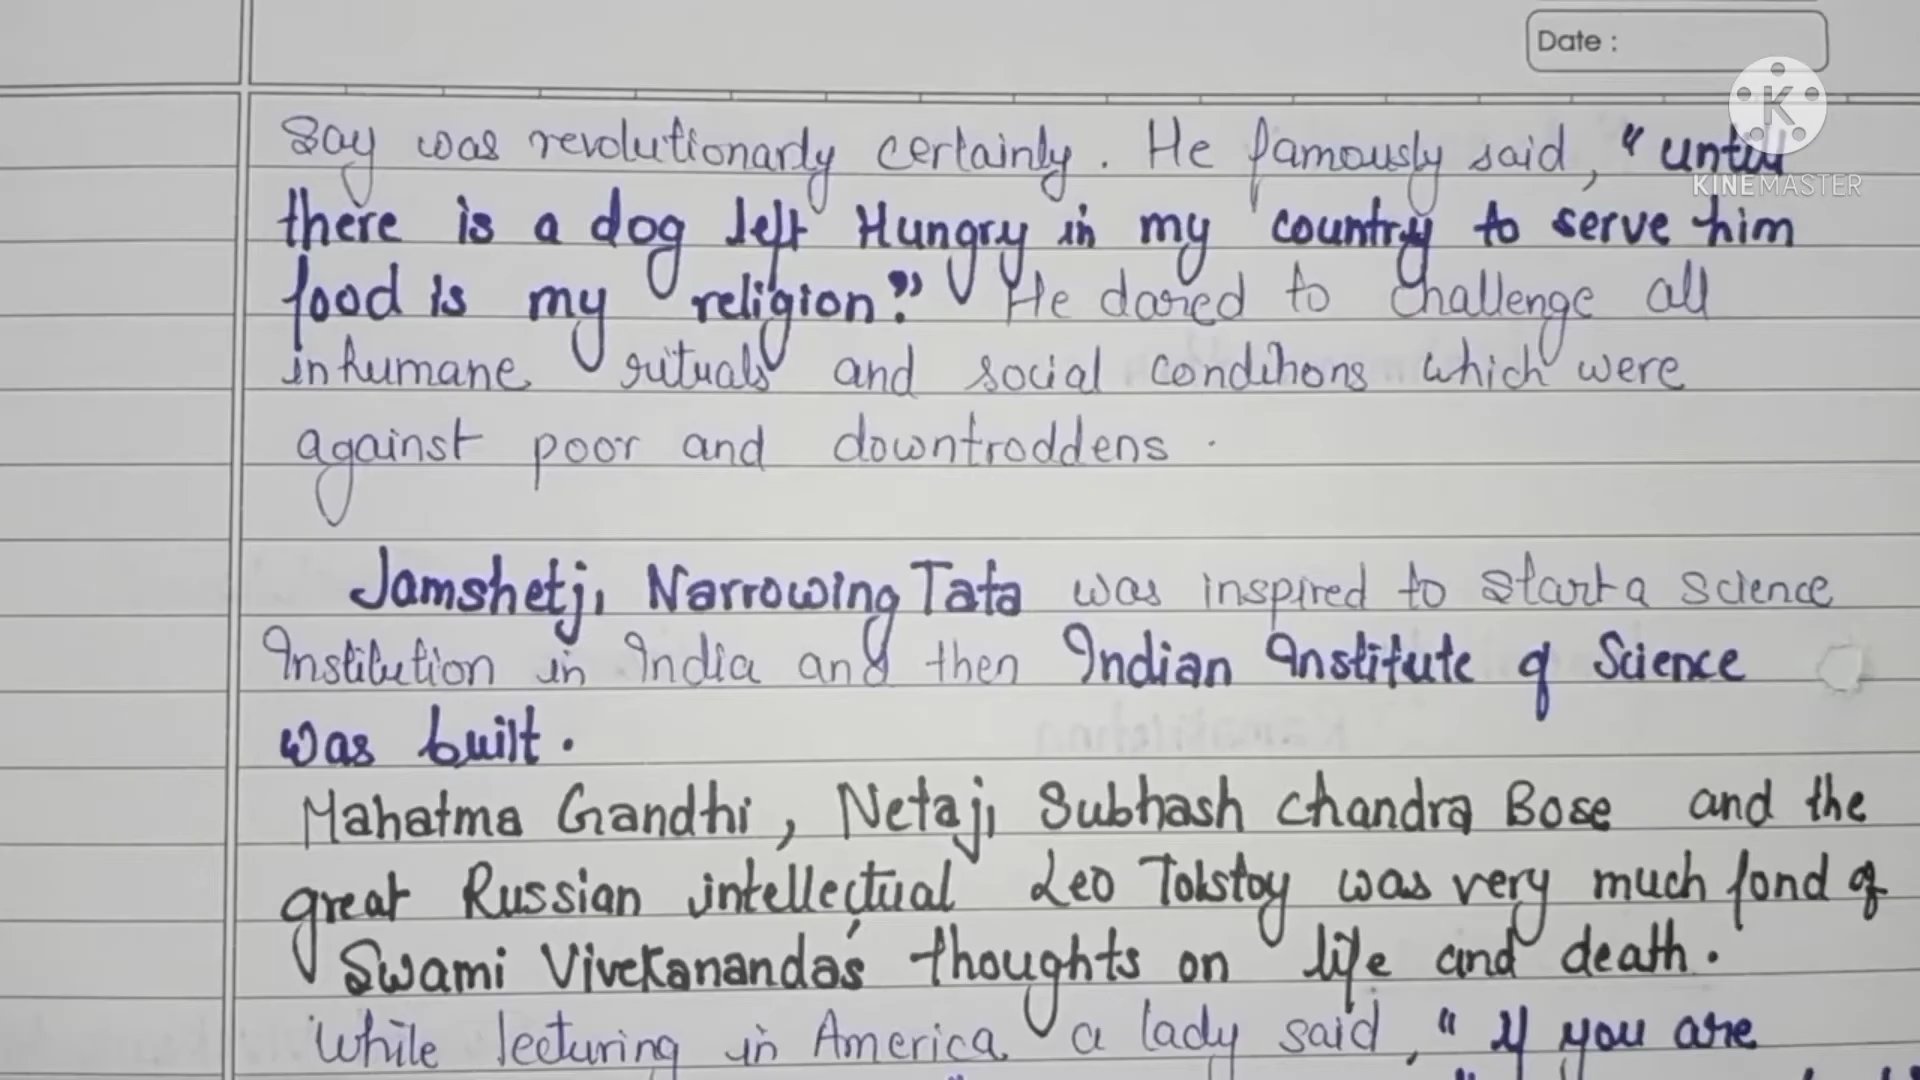 Date :
say was revolutionarly certainly. He famously said, "until
KINEMASTER
there is a dog left Hungry in my country to serve him
food is my religion." He dared to challenge all
inhumane rituals and social conditions which were
against poor and downtroddens.
Jamshetji Narrowing Tata was inspired to start a science
Institution in India and then Indian Institute of Science
was built.
Mahatma Gandhi, Netaji Subhash Chandra Bose and the
great Russian intellectual Leo Tolstoy was very much fond of
Swami Vivekananda's thoughts on life and death.
While lecturing in America a lady said, "If you are